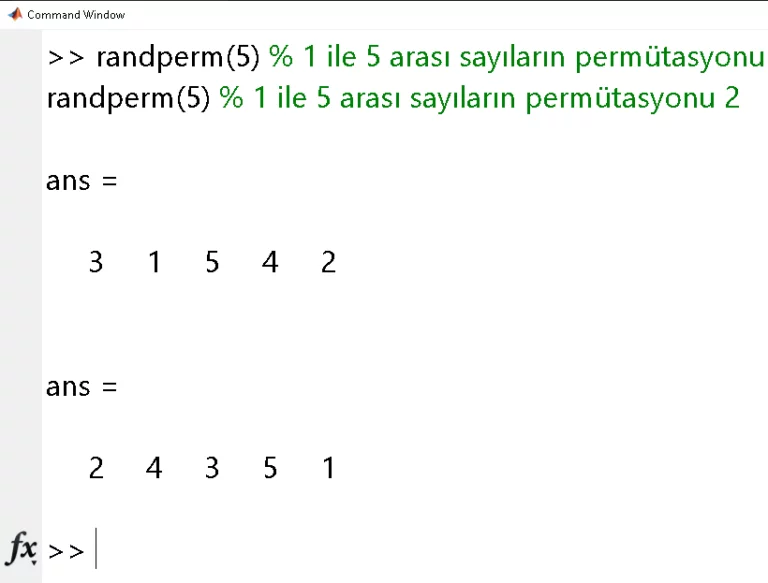 Command Window
>> randperm(5) % 1 ile 5 arası sayıların permütasyonu
randperm(5) % 1 ile 5 arası sayıların permütasyonu 2
ans =
3 1 5 4 2
ans =
2 4 3 5 1
fx >>